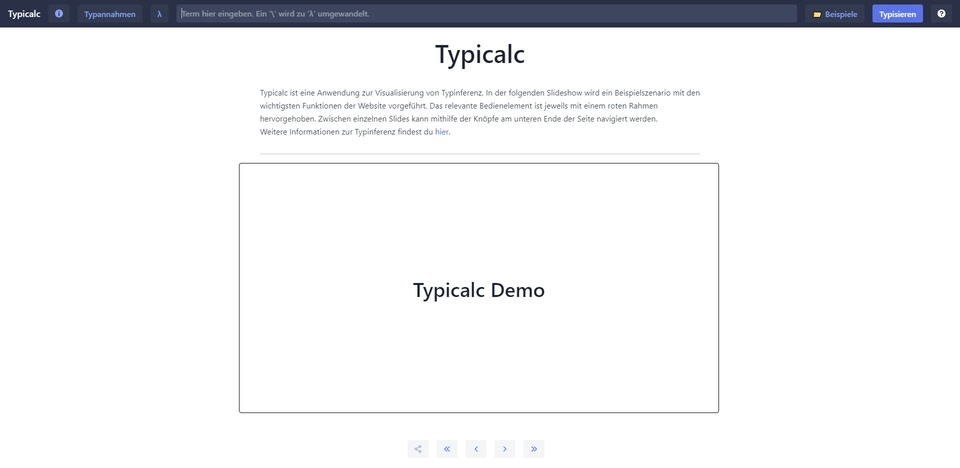 Typicalc
Typannahmen
λ
Term hier eingeben. Ein '\' wird zu 'λ' umgewandelt.
Beispiele
Typisieren
Typicalc
Typicalc ist eine Anwendung zur Visualisierung von Typinferenz. In der folgenden Slideshow wird ein Beispielszenario mit den
wichtigsten Funktionen der Website vorgeführt. Das relevante Bedienelement ist jeweils mit einem roten Rahmen
hervorgehoben. Zwischen einzelnen Slides kann mithilfe der Knöpfe am unteren Ende der Seite navigiert werden.
Weitere Informationen zur Typinferenz findest du hier.
Typicalc Demo